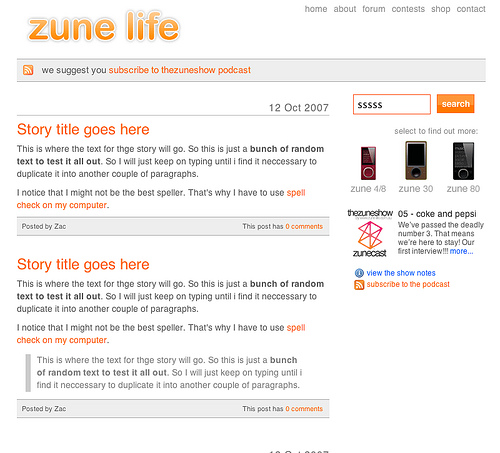 home about forum contests shop contact
zune life
we suggest you subscribe to thezuneshow podcast
12 Oct 2007
Story title goes here
This is where the text for thge story will go. So this is just a bunch of random
text to test it all out. So I will just keep on typing until i find it neccessary to
duplicate it into another couple of paragraphs.
I notice that I might not be the best speller. That's why I have to use spell
check on my computer.
Posted by Zac This post has 0 comments
Story title goes here
This is where the text for thge story will go. So this is just a bunch of random
text to test it all out. So I will just keep on typing until i find it neccessary to
duplicate it into another couple of paragraphs.
I notice that I might not be the best speller. That's why I have to use spell
check on my computer.
This is where the text for thge story will go. So this is just a bunch
of random text to test it all out. So I will just keep on typing until i
find it neccessary to duplicate it into another couple of paragraphs.
Posted by Zac This post has 0 comments
sssss search
select to find out more:
zune 4/8 zune 30 zune 80
thezuneshow
zunecast
05 - coke and pepsi
We've passed the deadly
number 3. That means
we're here to stay! Our
first interview!!! more...
view the show notes
subscribe to the podcast